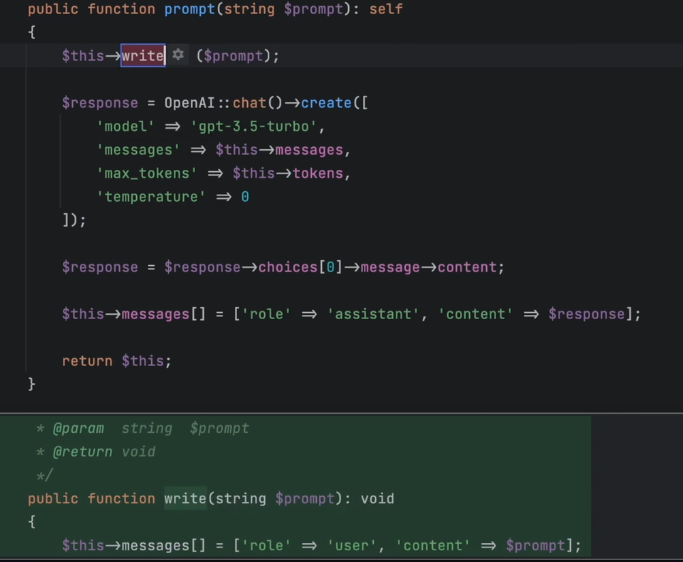 public function prompt(string $prompt): self
{
$this->write ($prompt);
$response = OpenAI::chat()->create([
'model' => 'gpt-3.5-turbo',
'messages' => $this->messages,
'max_tokens' => $this->tokens,
'temperature' => 0
]);
$response = $response->choices[0]->message->content;
$this->messages[] = ['role' => 'assistant', 'content' => $response];
return $this;
}
* @param string $prompt
* @return void
*/
public function write(string $prompt): void
{
$this->messages[] = ['role' => 'user', 'content' => $prompt];